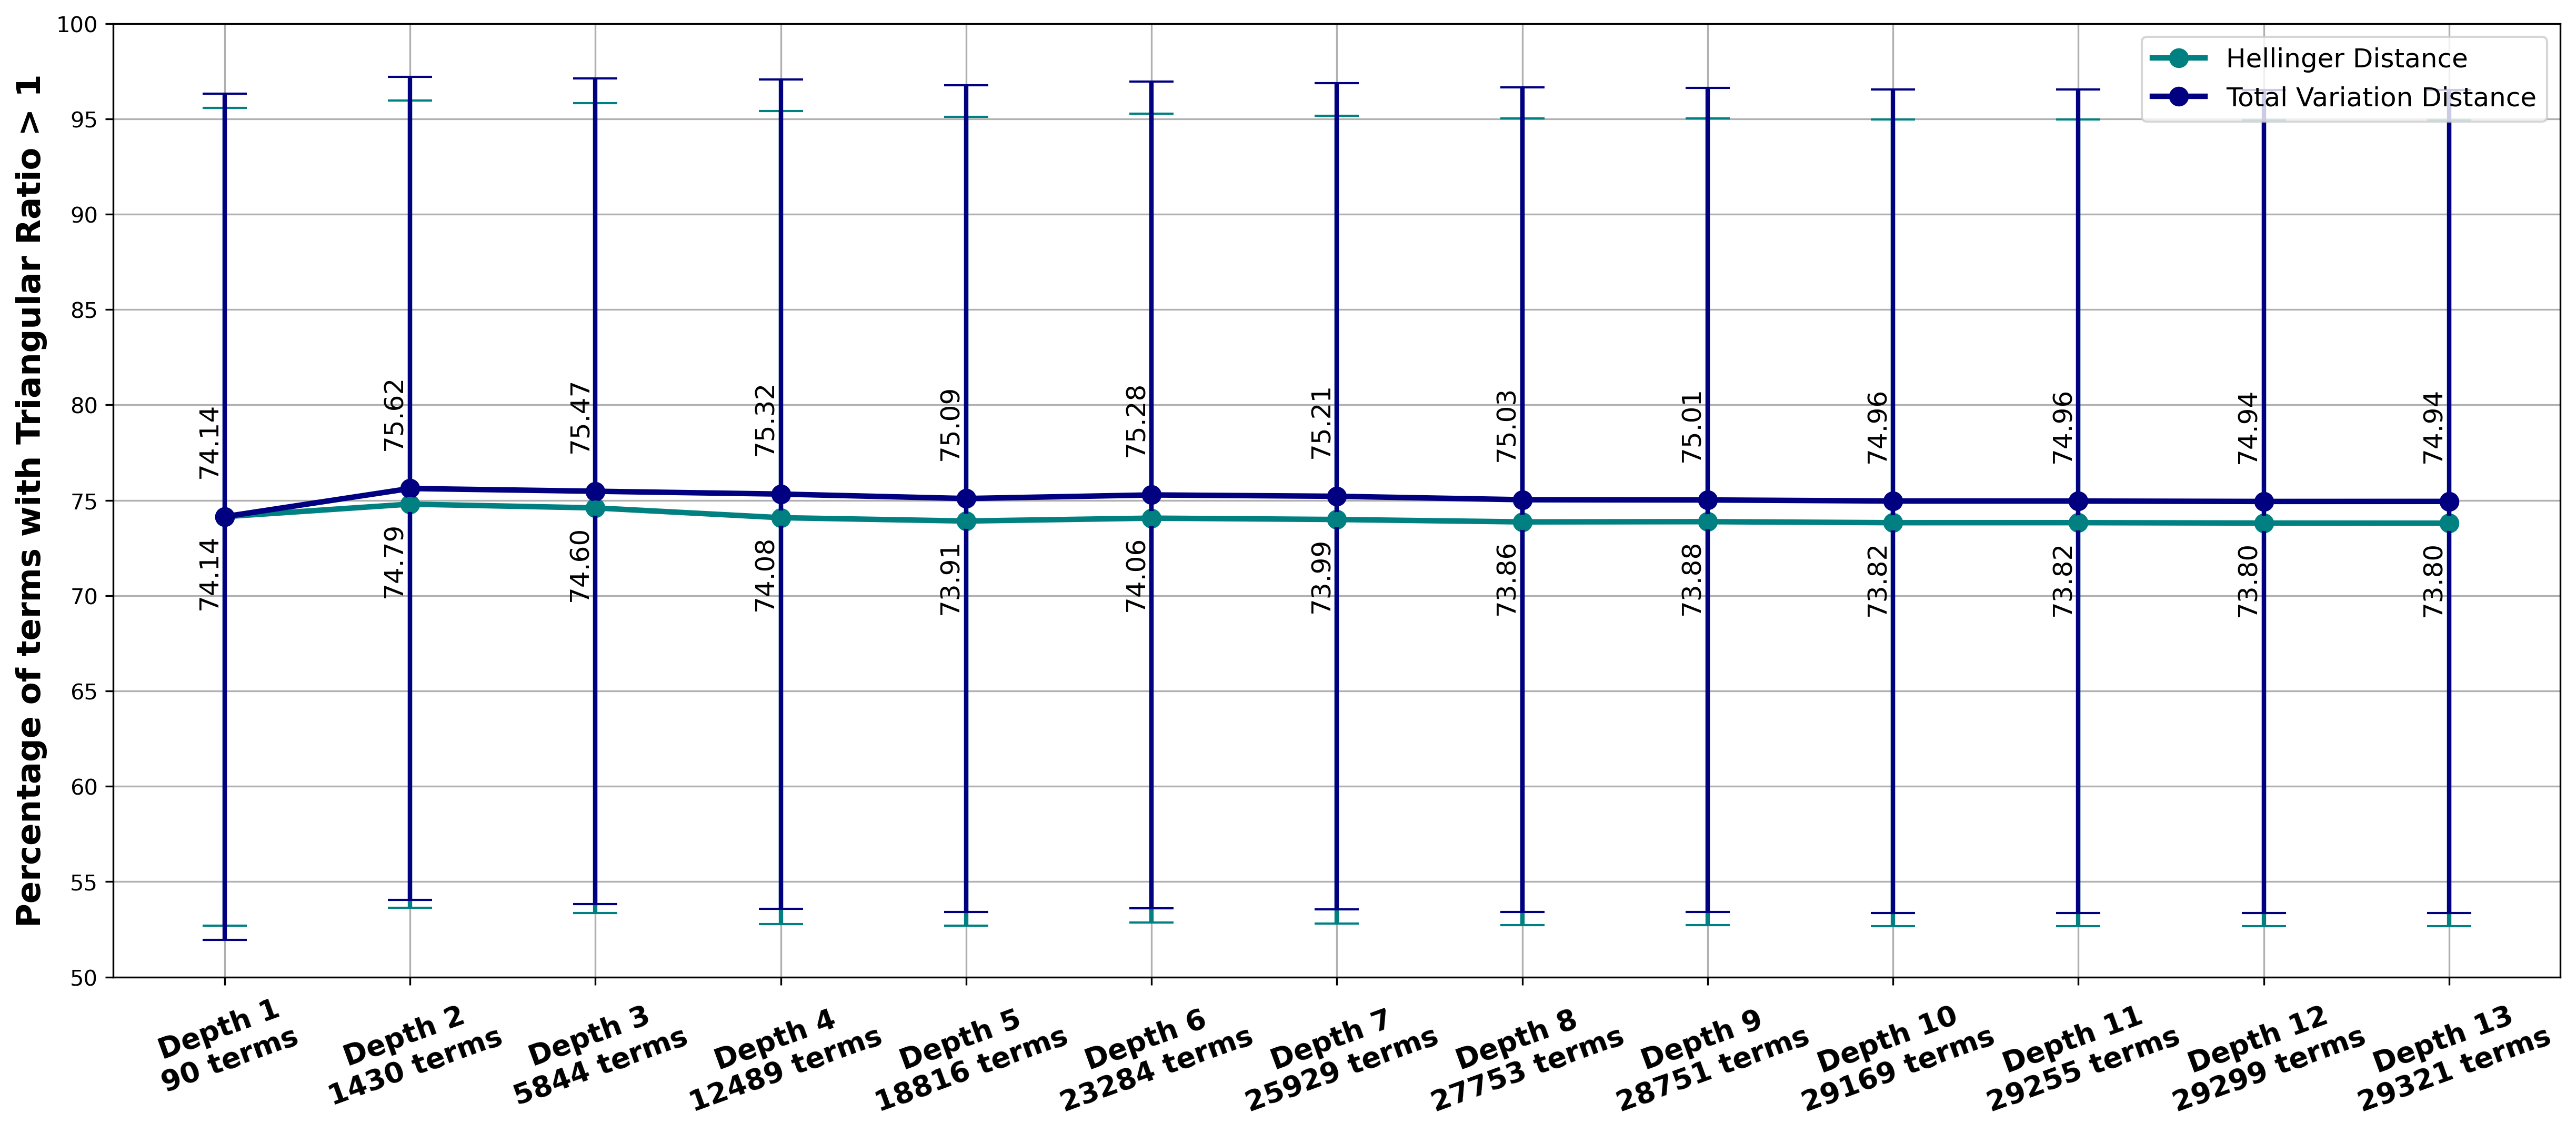 Percentage of terms with Triangular Ratio > 1
100
95
90
85
80
75
70
65
60
55
50
Hellinger Distance
Total Variation Distance
74.14
75.62
75.47
75.32
75.09
75.28
75.21
75.03
75.01
74.96
74.96
74.94
74.94
74.14
74.79
74.60
74.08
73.91
74.06
73.99
73.86
73.88
73.82
73.82
73.80
73.80
Depth 1
90 terms
Depth 2
1430 terms
Depth 3
5844 terms
Depth 4
12489 terms
Depth 5
18816 terms
Depth 6
23284 terms
Depth 7
25929 terms
Depth 8
27753 terms
Depth 9
28751 terms
Depth 10
29169 terms
Depth 11
29255 terms
Depth 12
29299 terms
Depth 13
29321 terms